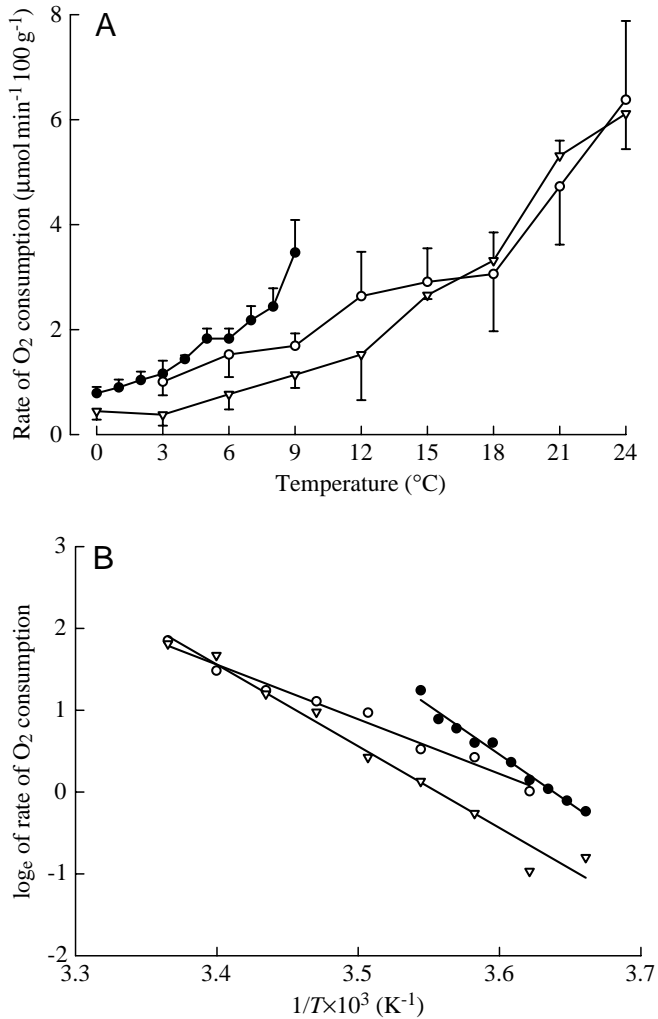 A
Rate of O₂ consumption (μmol min⁻¹ 100 g⁻¹)
8
6
4
2
0
0 3 6 9 12 15 18 21 24
Temperature (°C)
B
logₑ of rate of O₂ consumption
3
2
1
0
-1
-2
3.3 3.4 3.5 3.6 3.7
1/T×10³ (K⁻¹)